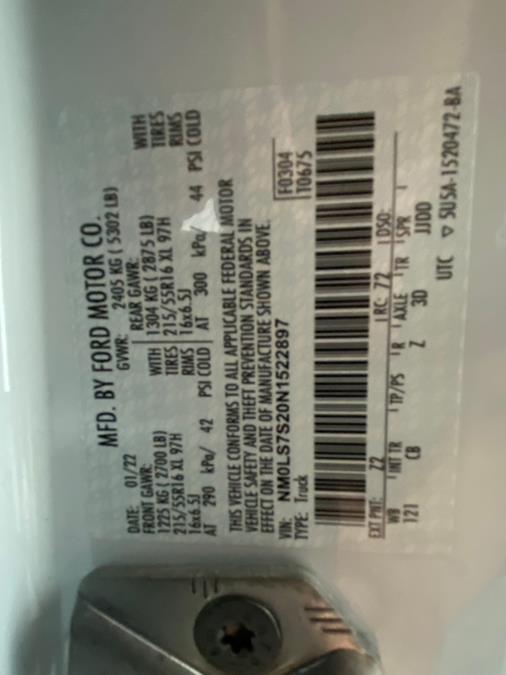 MFD. BY FORD MOTOR CO.
DATE: 01/22 GVWR: 2405 KG ( 5302 LB)
FRONT GAWR: REAR GAWR:
1225 KG ( 2700 LB) WITH 1304 KG ( 2875 LB) WITH
215/55R16 XL 97H TIRES 215/55R16 XL 97H TIRES
16x6.5J RIMS 16x6.5J RIMS
AT 290 kPa/ 42 PSI COLD AT 300 kPa/ 44 PSI COLD
THIS VEHICLE CONFORMS TO ALL APPLICABLE FEDERAL MOTOR
VEHICLE SAFETY AND THEFT PREVENTION STANDARDS IN
EFFECT ON THE DATE OF MANUFACTURE SHOWN ABOVE.
VIN: NM0LS7S20N1522897 F0304
TYPE: Truck T0675
EXT PNT: Z2 RC: 72 DSO:
WB INT TR TP/PS R AXLE TR SPR
121 CB Z 3D JJDD
UTC ▽ 5U5A-1520472-BA